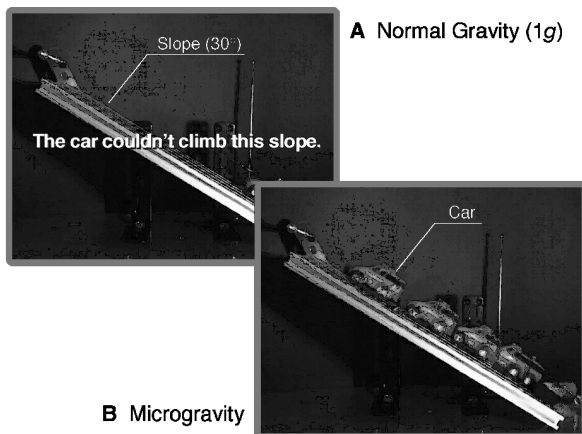 A Normal Gravity (1g)
Slope (30°)
The car couldn't climb this slope.
Car
B Microgravity